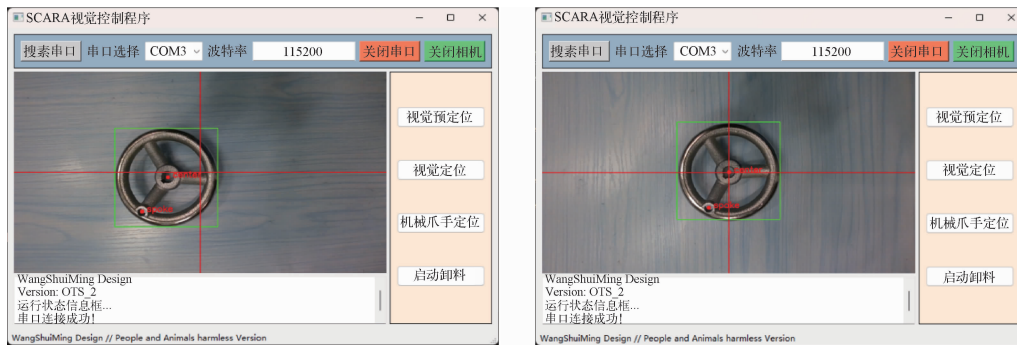 SCARA视觉控制程序
搜素串口 串口选择 COM3 波特率 115200 关闭串口 关闭相机
视觉预定位
视觉定位
机械爪手定位
启动卸料
WangShuiMing Design
Version: OTS_2
运行状态信息框...
串口连接成功!
WangShuiMing Design // People and Animals harmless Version
SCARA视觉控制程序
搜素串口 串口选择 COM3 波特率 115200 关闭串口 关闭相机
视觉预定位
视觉定位
机械爪手定位
启动卸料
WangShuiMing Design
Version: OTS_2
运行状态信息框...
串口连接成功!
WangShuiMing Design // People and Animals harmless Version